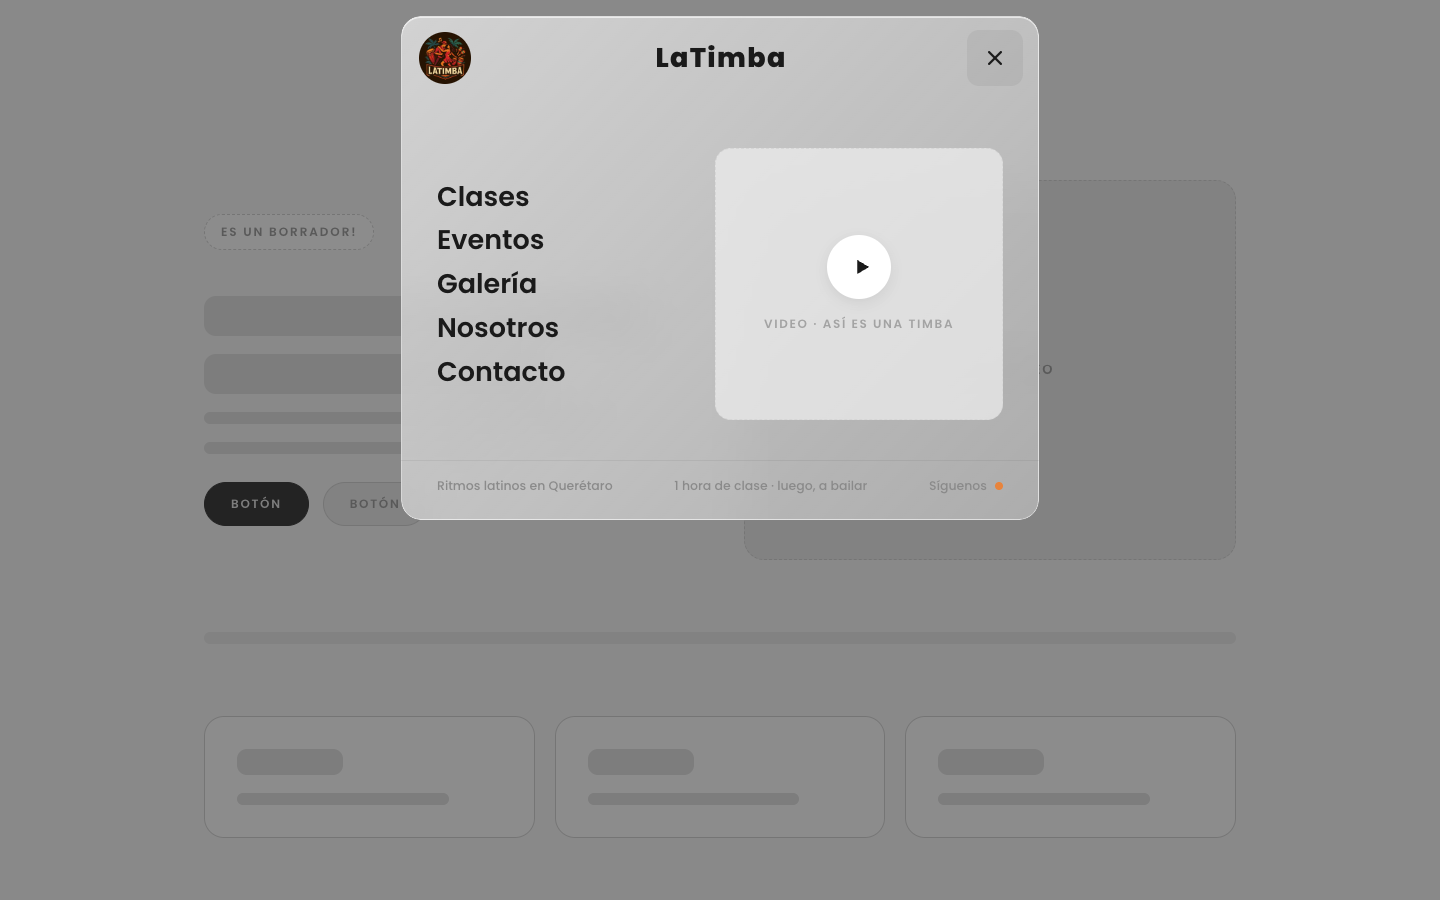 LATIMBA
LaTimba
Clases
Eventos
Galería
Nosotros
Contacto
VIDEO · ASÍ ES UNA TIMBA
Ritmos latinos en Querétaro
1 hora de clase · luego, a bailar
Síguenos
ES UN BORRADOR!
BOTÓN
BOTÓN
O